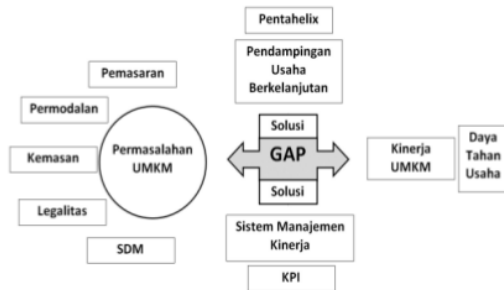 Pentahelix
Pendampingan
Usaha
Berkelanjutan
Pemasaran
Permodalan
Kemasan
Legalitas
SDM
Permasalahan
UMKM
Solusi
GAP
Solusi
Sistem Manajemen
Kinerja
KPI
Kinerja
UMKM
Daya
Tahan
Usaha